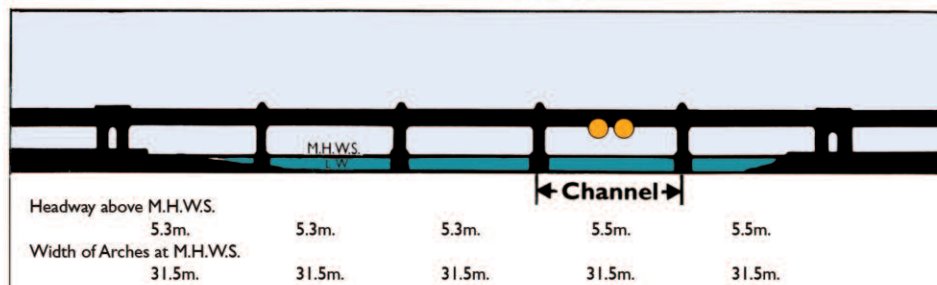 M.H.W.S.
L.W
Channel
Headway above M.H.W.S.
5.3m. 5.3m. 5.3m. 5.5m. 5.5m.
Width of Arches at M.H.W.S.
31.5m. 31.5m. 31.5m. 31.5m. 31.5m.